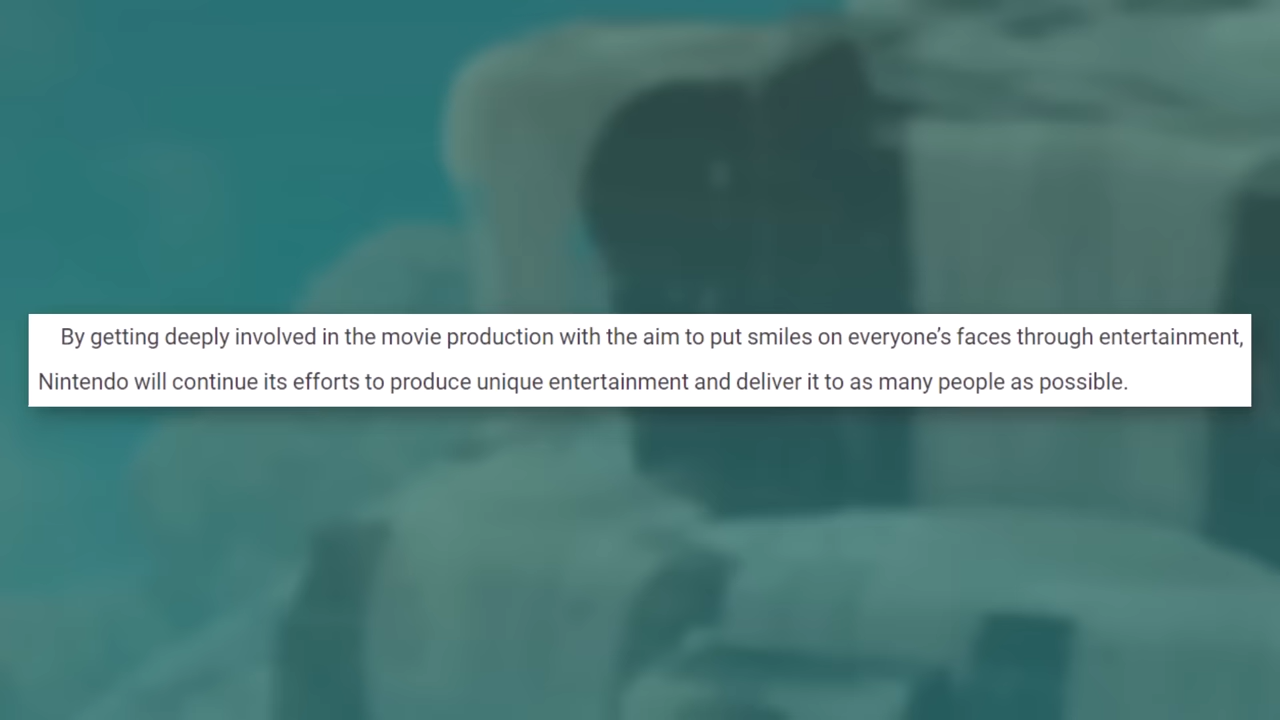 By getting deeply involved in the movie production with the aim to put smiles on everyone’s faces through entertainment,
Nintendo will continue its efforts to produce unique entertainment and deliver it to as many people as possible.